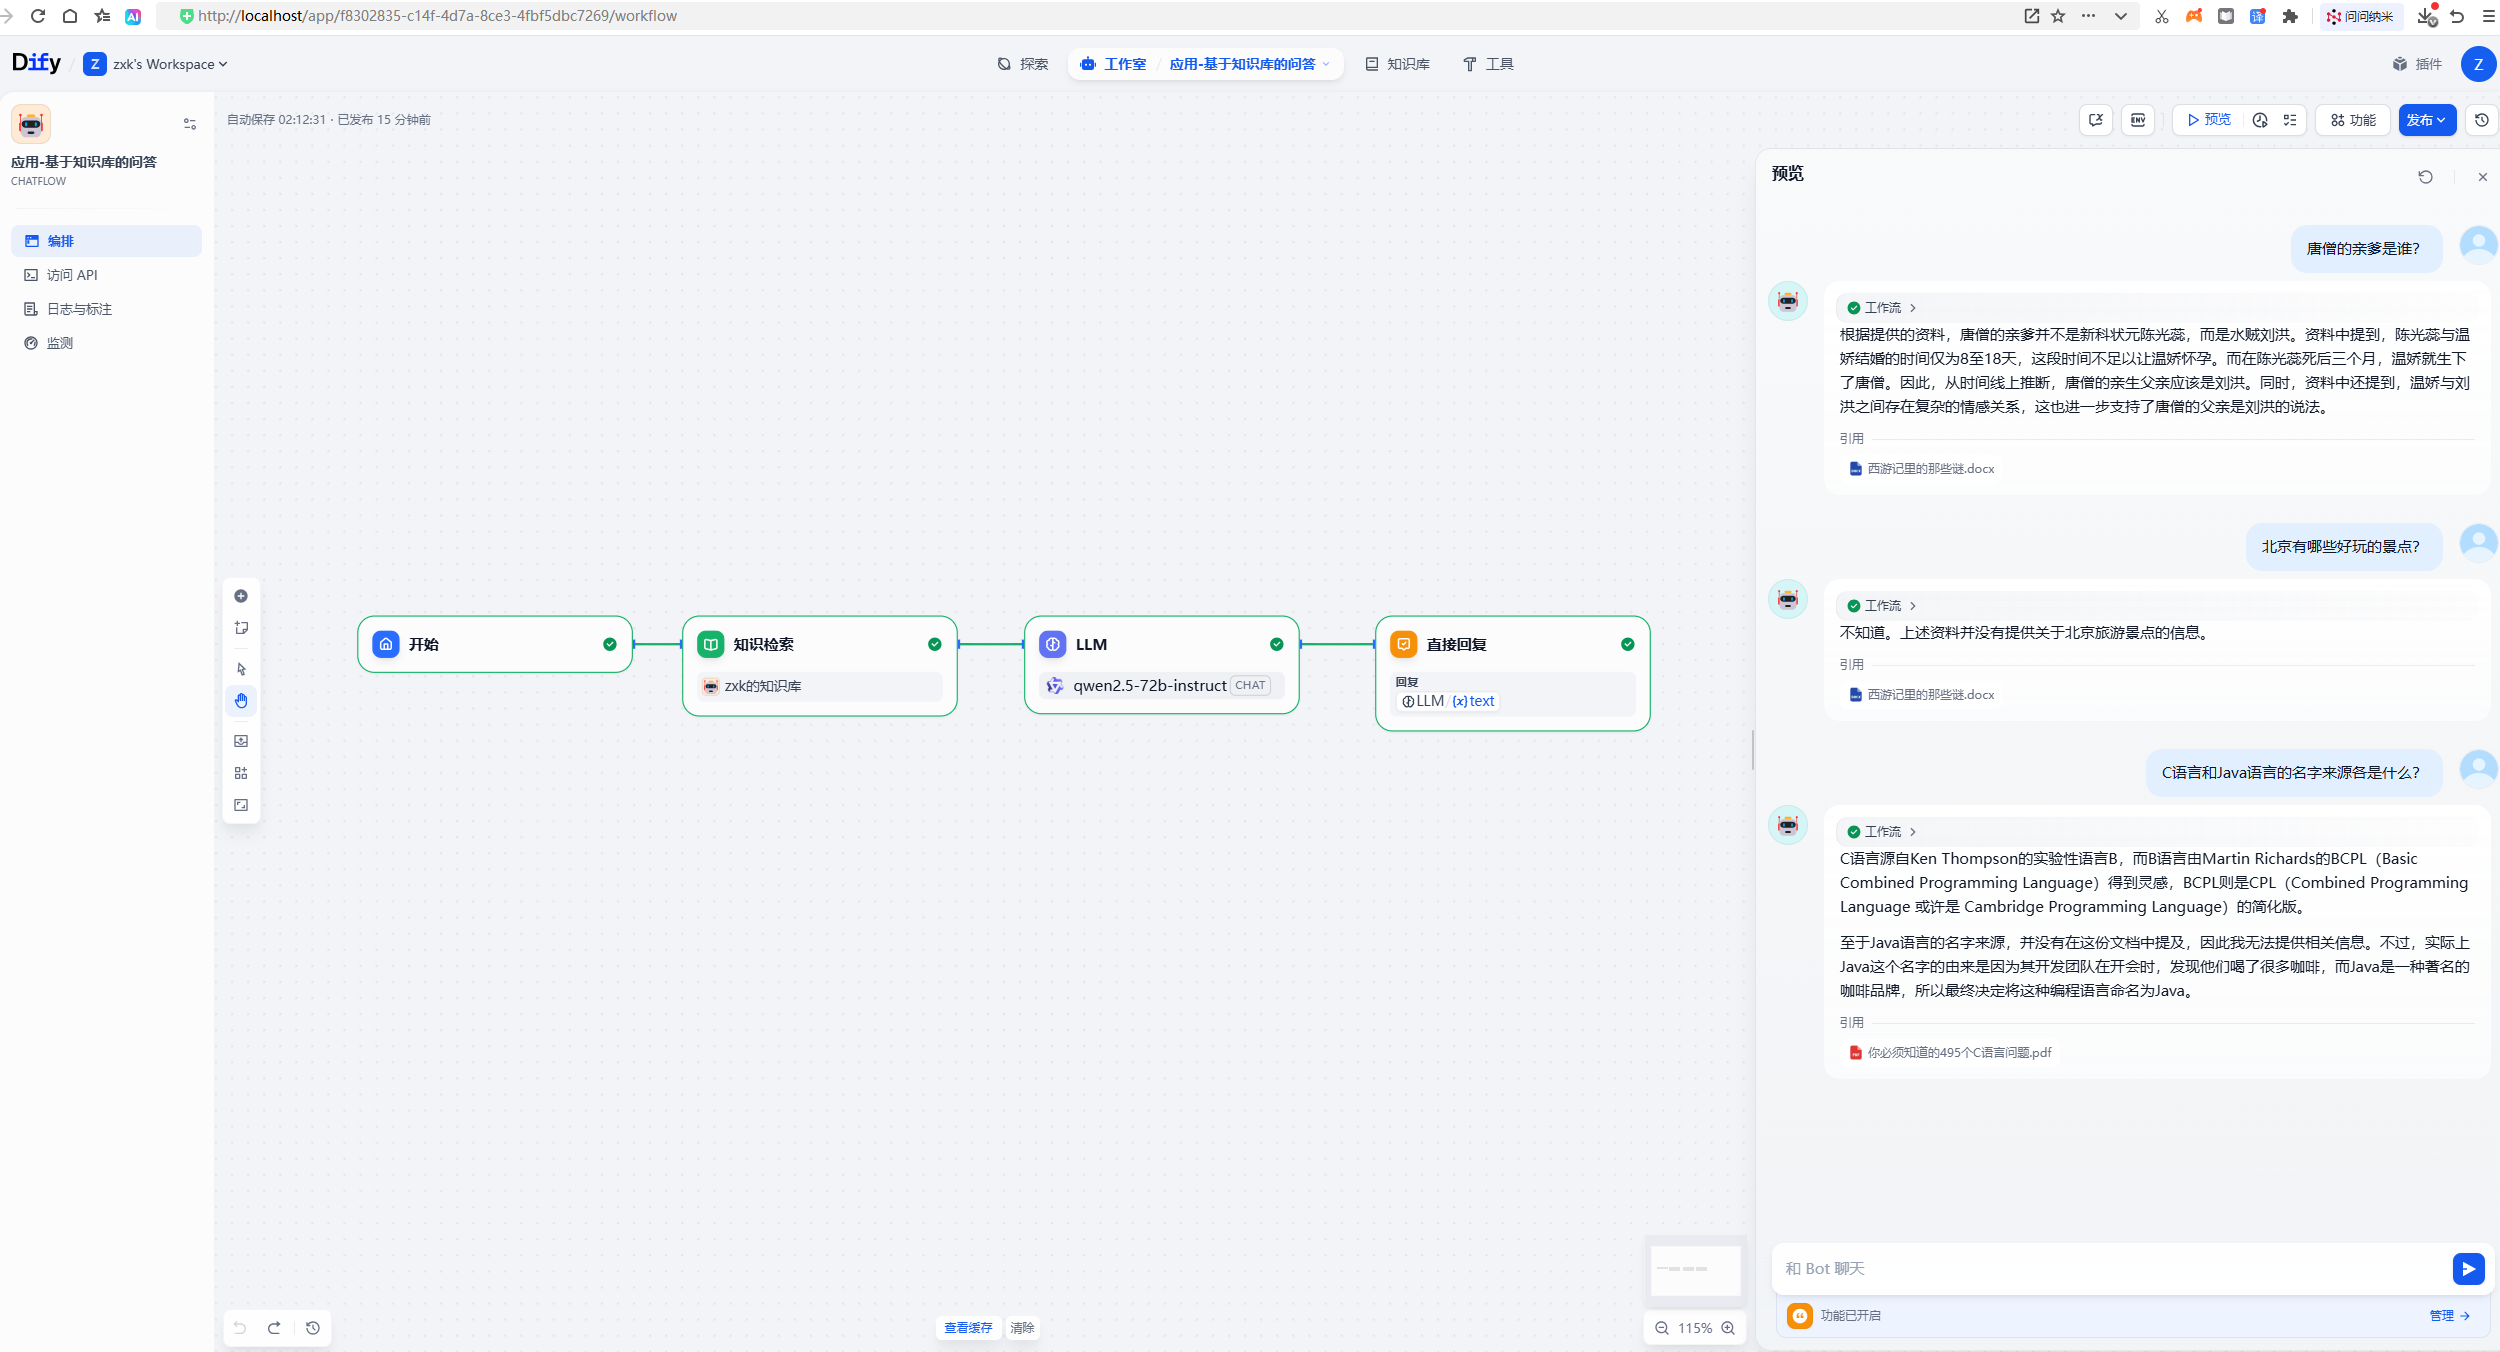 http://localhost/app/f8302835-c14f-4d7a-8ce3-4fbf5dbc7269/workflow
问问纳米
Dify / Z zxk's Workspace
探索
工作室 / 应用-基于知识库的问答
知识库
工具
插件
Z
应用-基于知识库的问答
CHATFLOW
编排
访问 API
日志与标注
监测
自动保存 02:12:31 · 已发布 15 分钟前
ENV
预览
功能
发布
开始
知识检索
zxk的知识库
LLM
qwen2.5-72b-instruct CHAT
直接回复
回复
LLM / {x} text
查看缓存
清除
115%
预览
唐僧的亲爹是谁？
工作流
根据提供的资料，唐僧的亲爹并不是新科状元陈光蕊，而是水贼刘洪。资料中提到，陈光蕊与温
娇结婚的时间仅为8至18天，这段时间不足以让温娇怀孕。而在陈光蕊死后三个月，温娇就生下
了唐僧。因此，从时间线上推断，唐僧的亲生父亲应该是刘洪。同时，资料中还提到，温娇与刘
洪之间存在复杂的情感关系，这也进一步支持了唐僧的父亲是刘洪的说法。
引用
西游记里的那些谜.docx
北京有哪些好玩的景点？
工作流
不知道。上述资料并没有提供关于北京旅游景点的信息。
引用
西游记里的那些谜.docx
C语言和Java语言的名字来源各是什么？
工作流
C语言源自Ken Thompson的实验性语言B，而B语言由Martin Richards的BCPL（Basic
Combined Programming Language）得到灵感，BCPL则是CPL（Combined Programming
Language 或许是 Cambridge Programming Language）的简化版。
至于Java语言的名字来源，并没有在这份文档中提及，因此我无法提供相关信息。不过，实际上
Java这个名字的由来是因为其开发团队在开会时，发现他们喝了很多咖啡，而Java是一种著名的
咖啡品牌，所以最终决定将这种编程语言命名为Java。
引用
你必须知道的495个C语言问题.pdf
和 Bot 聊天
功能已开启
管理